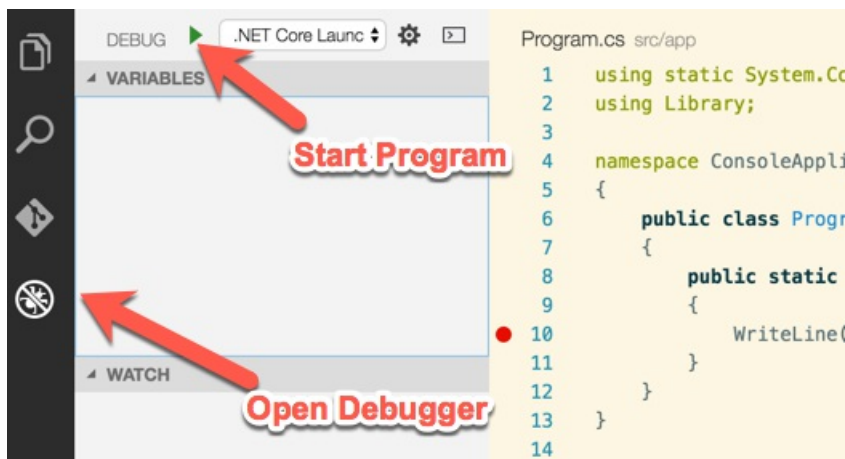 DEBUG .NET Core Launc
VARIABLES
Start Program
WATCH
Open Debugger
Program.cs src/app
1 using static System.Co
2 using Library;
3
4 namespace ConsoleAppli
5 {
6 public class Progr
7 {
8 public static
9 {
10 WriteLine(
11 }
12 }
13 }
14